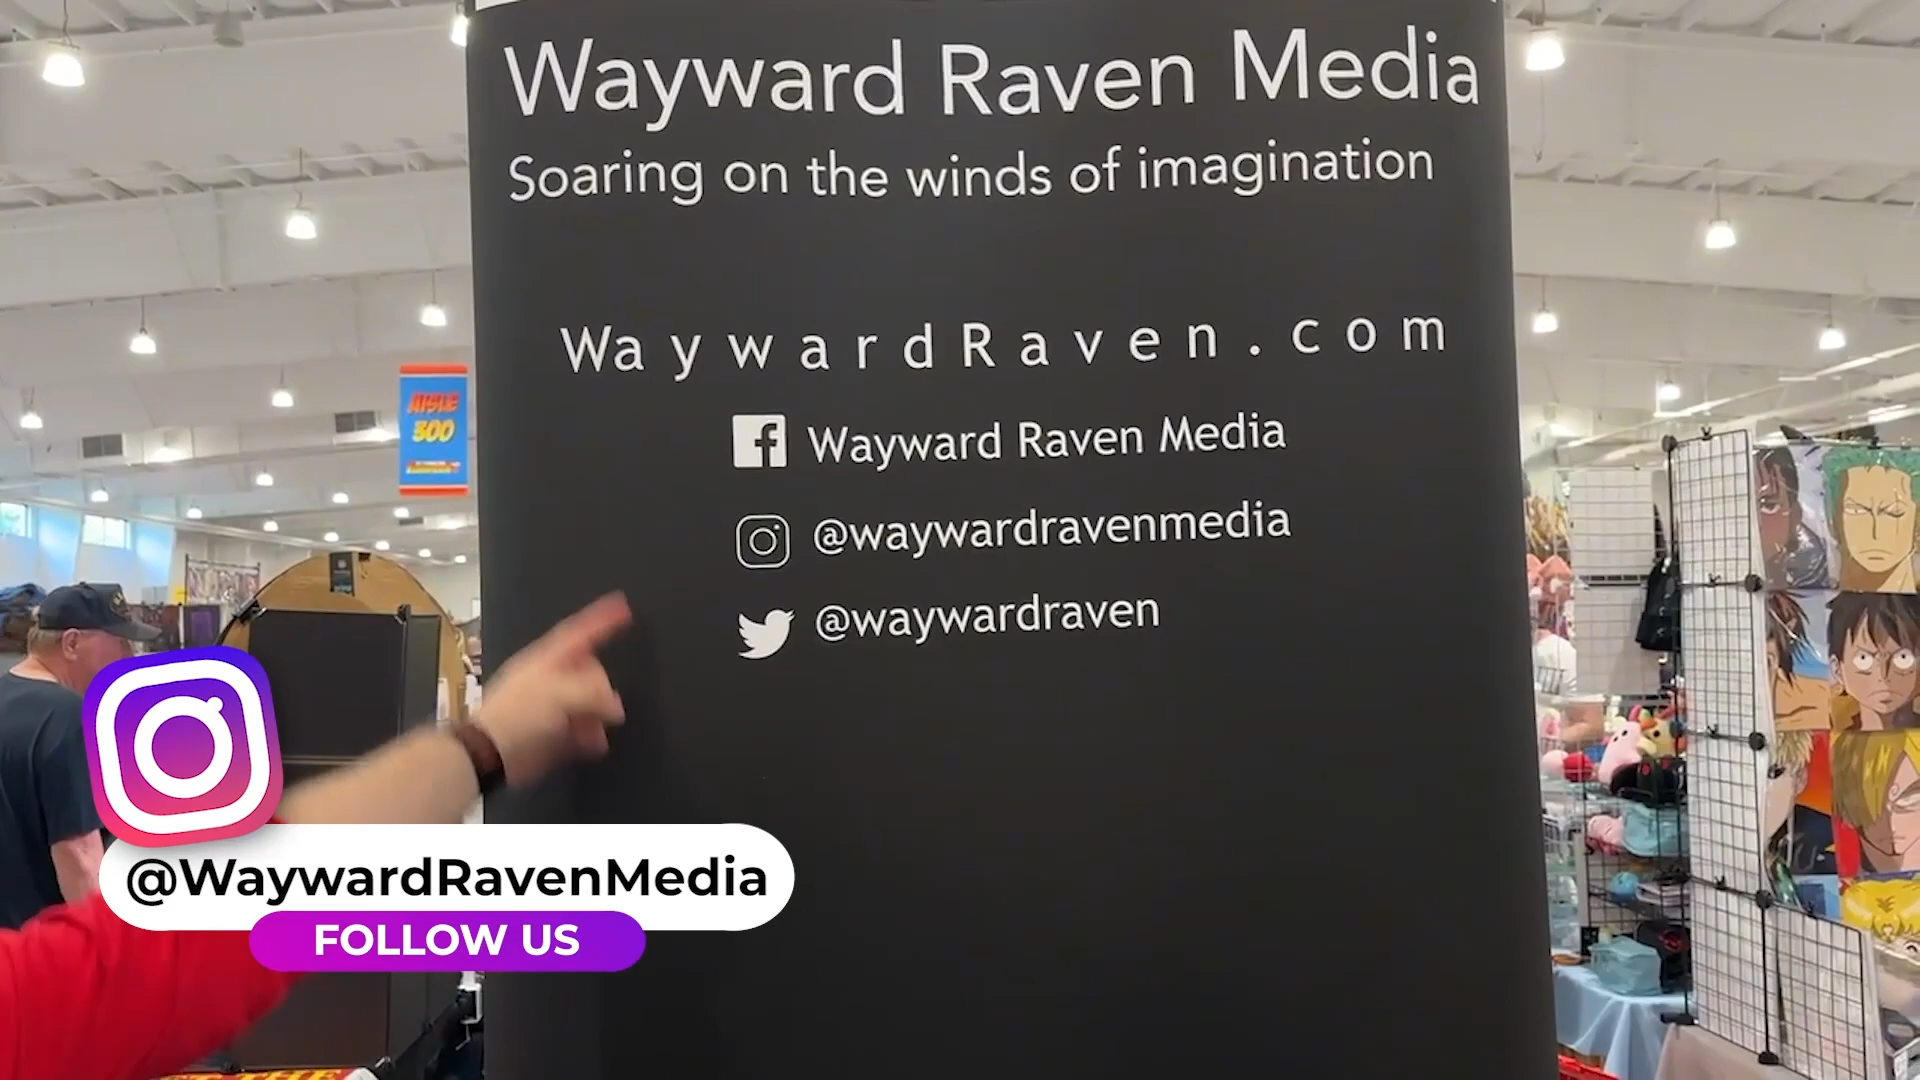 Wayward Raven Media
Soaring on the winds of imagination
WaywardRaven.com
Wayward Raven Media
@waywardravenmedia
@waywardraven
AISLE
300
@WaywardRavenMedia
FOLLOW US